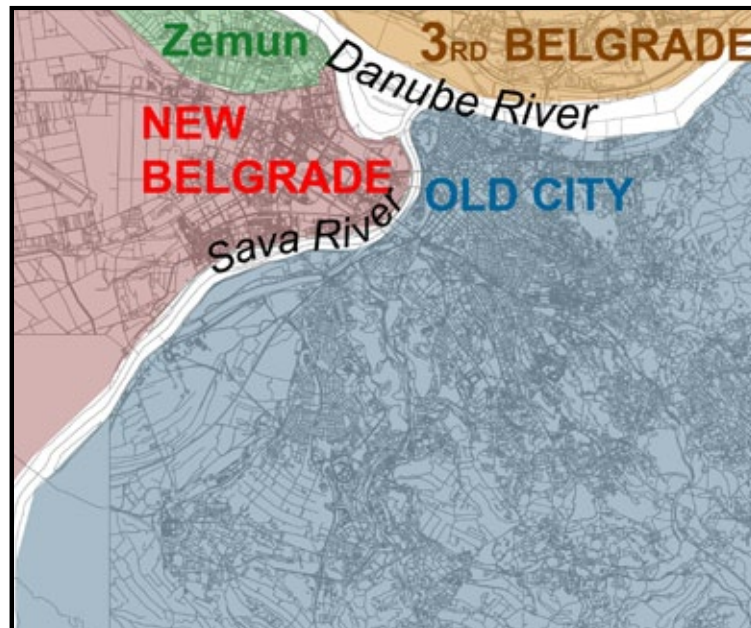 Zemun
3RD BELGRADE
Danube River
NEW
BELGRADE
OLD CITY
Sava River